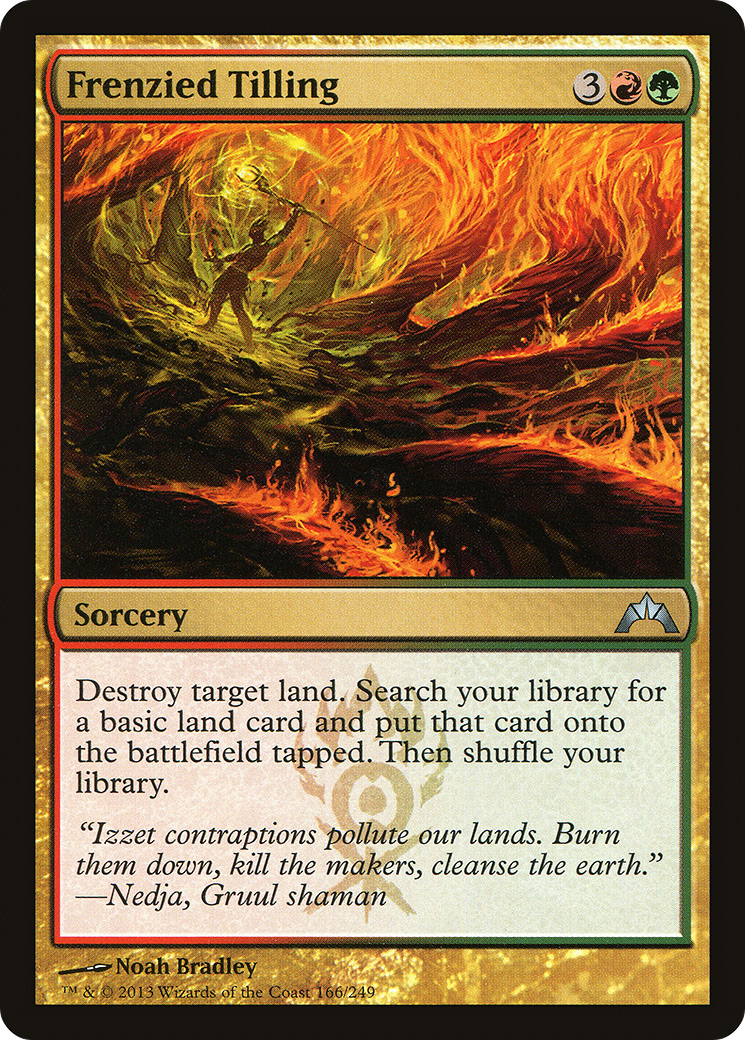 Frenzied Tilling
3
Sorcery
Destroy target land. Search your library for
a basic land card and put that card onto
the battlefield tapped. Then shuffle your
library.
“Izzet contraptions pollute our lands. Burn
them down, kill the makers, cleanse the earth.”
—Nedja, Gruul shaman
Noah Bradley
™ & © 2013 Wizards of the Coast 166/249